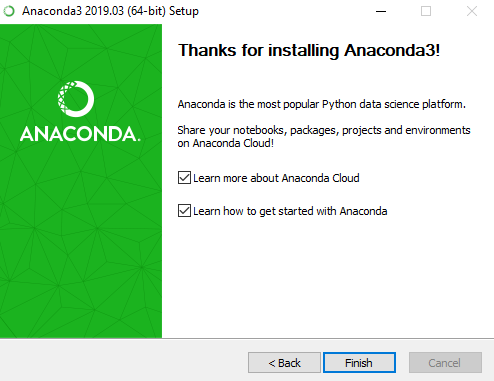 Anaconda3 2019.03 (64-bit) Setup
Thanks for installing Anaconda3!
Anaconda is the most popular Python data science platform.
Share your notebooks, packages, projects and environments
on Anaconda Cloud!
ANACONDA.
Learn more about Anaconda Cloud
Learn how to get started with Anaconda
< Back
Finish
Cancel